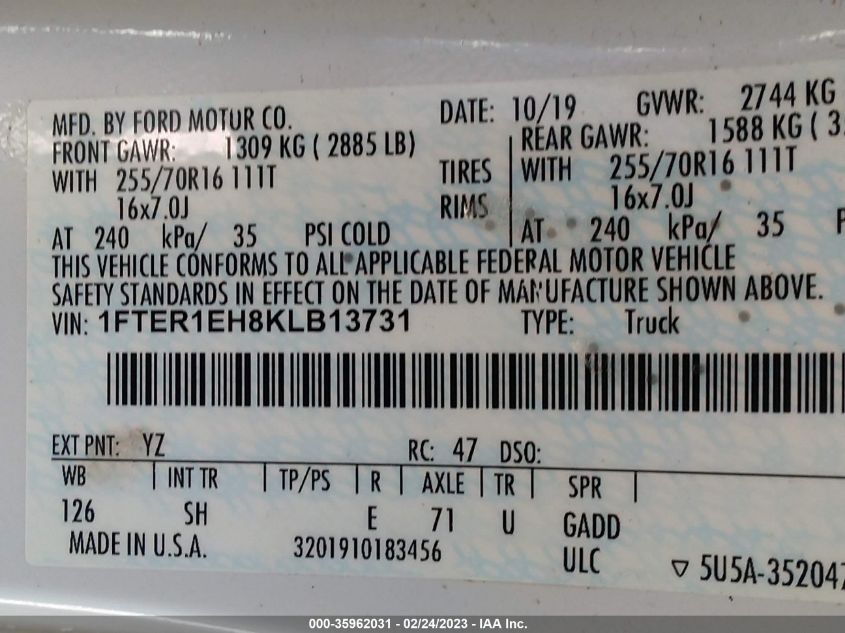 MFD. BY FORD MOTOR CO. DATE: 10/19 GVWR: 2744 KG
FRONT GAWR: 1309 KG ( 2885 LB) REAR GAWR: 1588 KG ( 3
WITH 255/70R16 111T TIRES WITH 255/70R16 111T
16x7.0J RIMS 16x7.0J
AT 240 kPa/ 35 PSI COLD AT 240 kPa/ 35 P
THIS VEHICLE CONFORMS TO ALL APPLICABLE FEDERAL MOTOR VEHICLE
SAFETY STANDARDS IN EFFECT ON THE DATE OF MANUFACTURE SHOWN ABOVE.
VIN: 1FTER1EH8KLB13731 TYPE: Truck
EXT PNT: YZ RC: 47 DSO:
WB INT TR TP/PS R AXLE TR SPR
126 SH E 71 U GADD
MADE IN U.S.A. 3201910183456 ULC ▽ 5U5A-352047
000-35962031 - 02/24/2023 - IAA Inc.